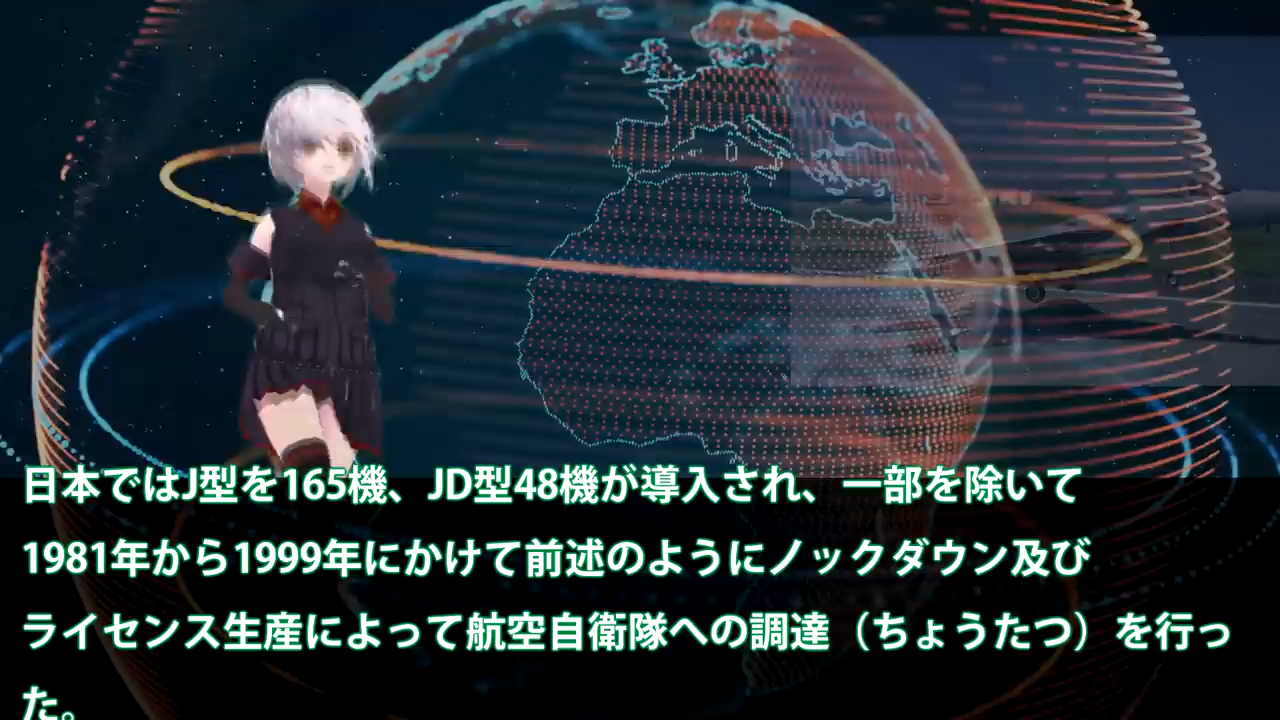 日本ではJ型を165機、JD型48機が導入され、一部を除いて
1981年から1999年にかけて前述のようにノックダウン及び
ライセンス生産によって航空自衛隊への調達（ちょうたつ）を行っ
た。